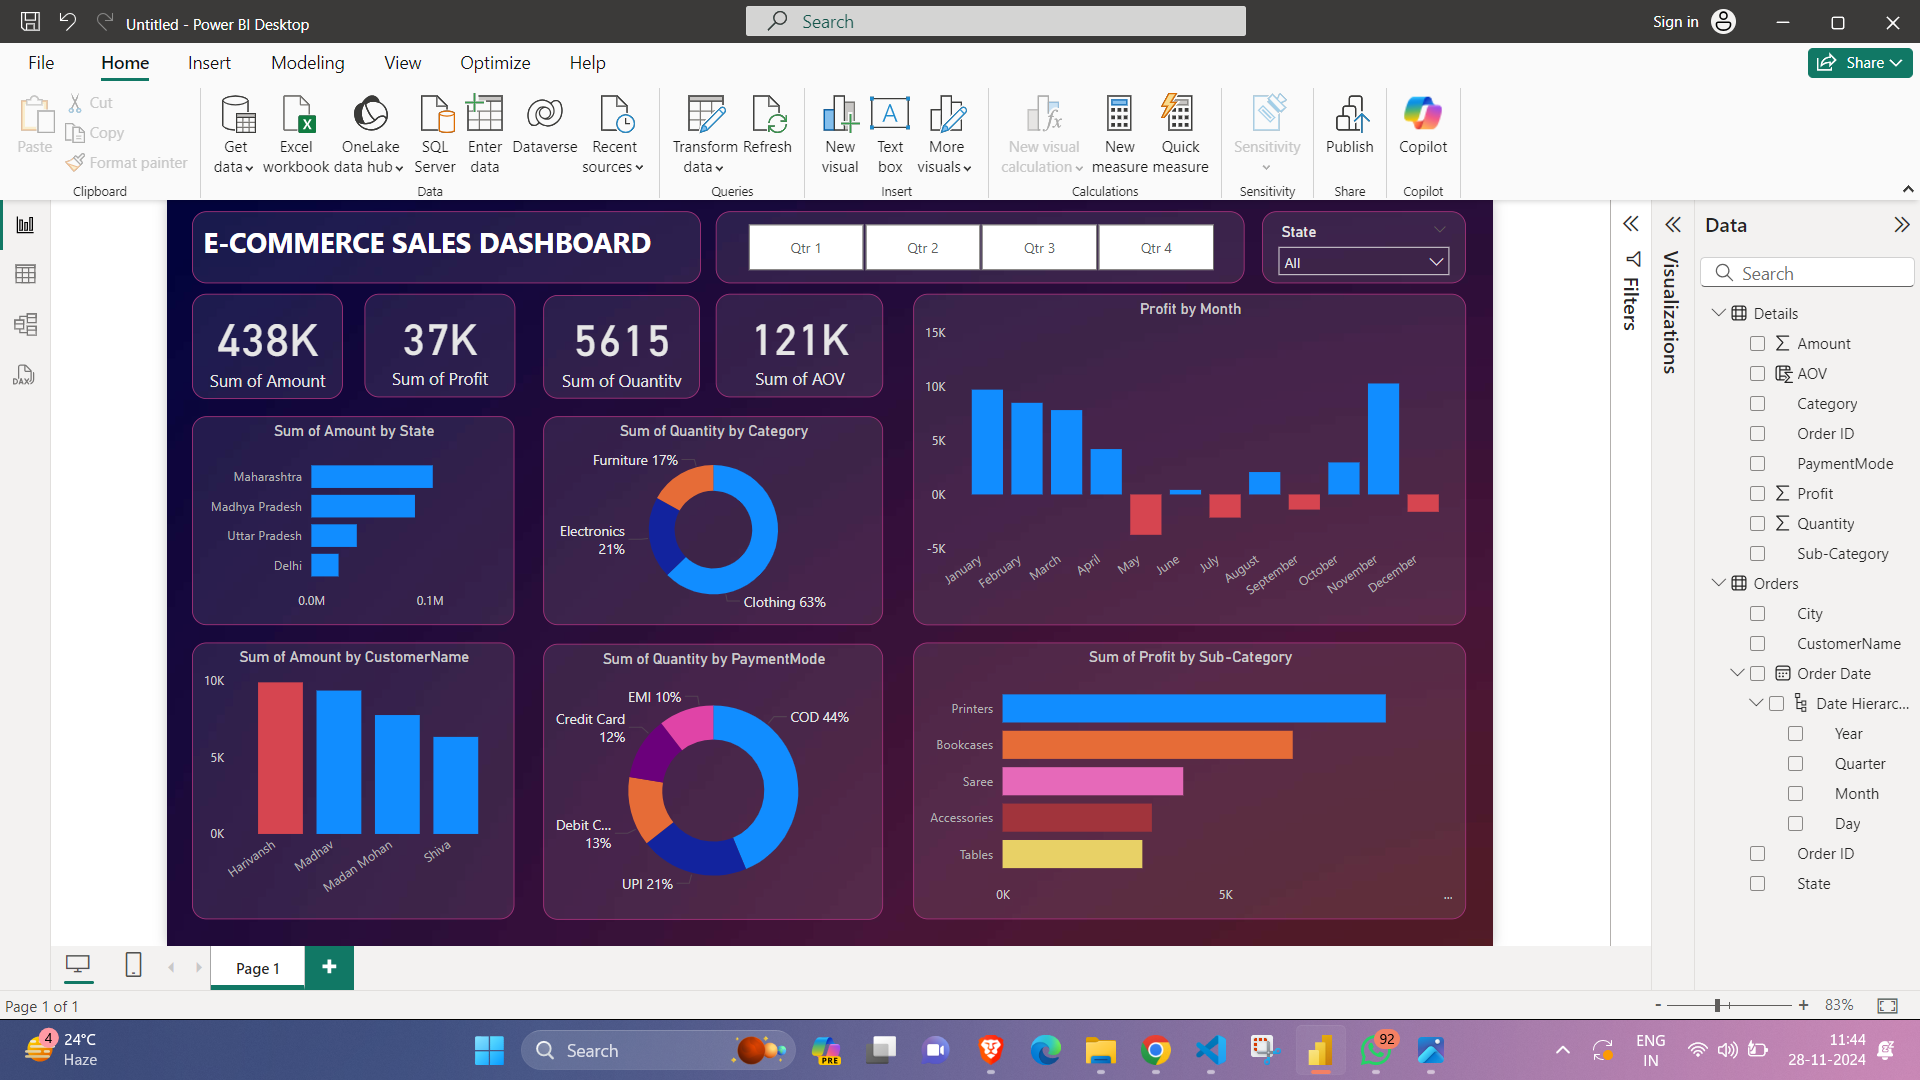 Untitled - Power BI Desktop
Search
Sign in
File
Home
Insert
Modeling
View
Optimize
Help
Share
Paste
Cut
Copy
Format painter
Clipboard
Get data
Excel workbook
OneLake data hub
SQL Server
Enter data
Dataverse
Recent sources
Data
Transform data
Refresh
Queries
New visual
Text box
More visuals
Insert
New visual calculation
New measure
Quick measure
Calculations
Sensitivity
Sensitivity
Publish
Share
Copilot
Copilot
DAX
E-COMMERCE SALES DASHBOARD
Qtr 1
Qtr 2
Qtr 3
Qtr 4
State
All
438K
Sum of Amount
37K
Sum of Profit
5615
Sum of Quantity
121K
Sum of AOV
Profit by Month
15K
10K
5K
0K
-5K
January
February
March
April
May
June
July
August
September
October
November
December
Sum of Amount by State
Maharashtra
Madhya Pradesh
Uttar Pradesh
Delhi
0.0M
0.1M
Sum of Quantity by Category
Furniture 17%
Electronics
21%
Clothing 63%
Sum of Amount by CustomerName
10K
5K
0K
Harivansh
Madhav
Madan Mohan
Shiva
Sum of Quantity by PaymentMode
EMI 10%
Credit Card
12%
COD 44%
Debit C...
13%
UPI 21%
Sum of Profit by Sub-Category
Printers
Bookcases
Saree
Accessories
Tables
0K
5K
...
Filters
Visualizations
Data
Search
Details
Amount
AOV
Category
Order ID
PaymentMode
Profit
Quantity
Sub-Category
Orders
City
CustomerName
Order Date
Date Hierarc...
Year
Quarter
Month
Day
Order ID
State
Page 1
Page 1 of 1
- + 83%
4
24°C
Haze
Search
PRE
92
ENG
IN
11:44
28-11-2024